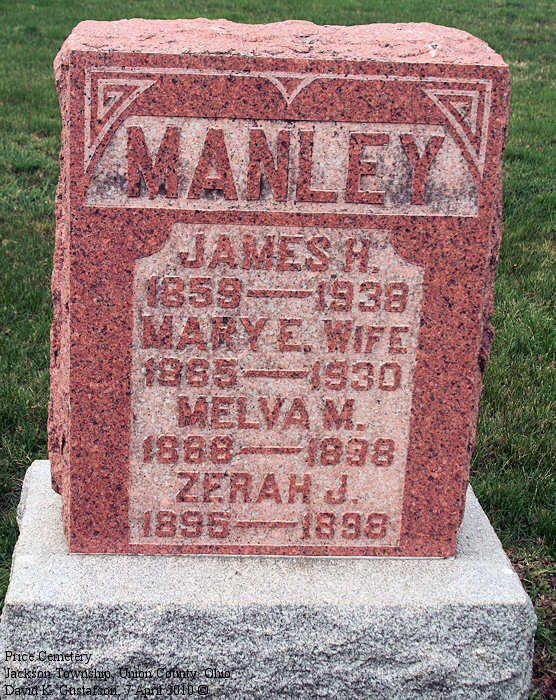 MANLEY
JAMES H.
1859 — 1938
MARY E. WIFE
1865 — 1930
MELVA M.
1868 — 1898
ZERAH J.
1895 — 1898
Price Cemetery
Jackson Township, Union County, Ohio
David K. Gustafson, 7 April 2010 ©